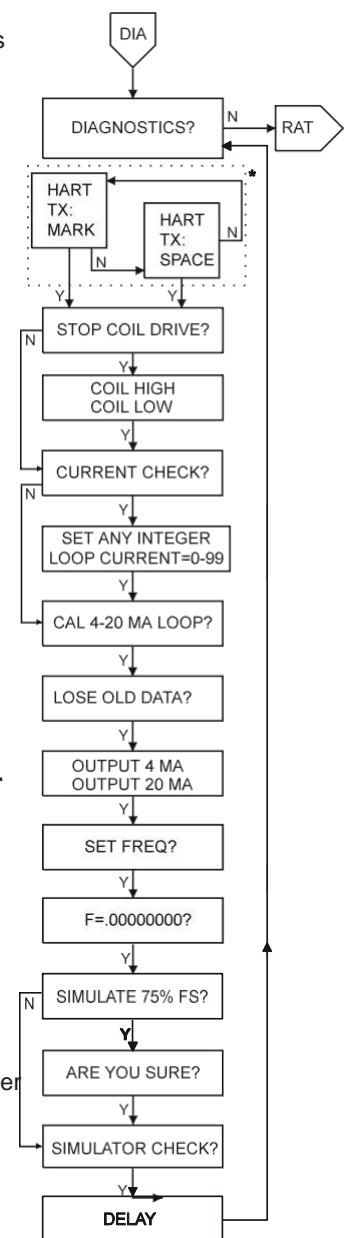 s
DIA
DIAGNOSTICS?
N
RAT
*
HART
TX:
MARK
HART
TX:
SPACE
N
N
Y
Y
STOP COIL DRIVE?
N
Y
COIL HIGH
COIL LOW
Y
CURRENT CHECK?
N
Y
SET ANY INTEGER
LOOP CURRENT=0-99
Y
CAL 4-20 MA LOOP?
Y
LOSE OLD DATA?
Y
OUTPUT 4 MA
OUTPUT 20 MA
.
Y
SET FREQ?
Y
F=.00000000?
Y
SIMULATE 75% FS?
N
Y
ARE YOU SURE?
er
Y
SIMULATOR CHECK?
Y
DELAY